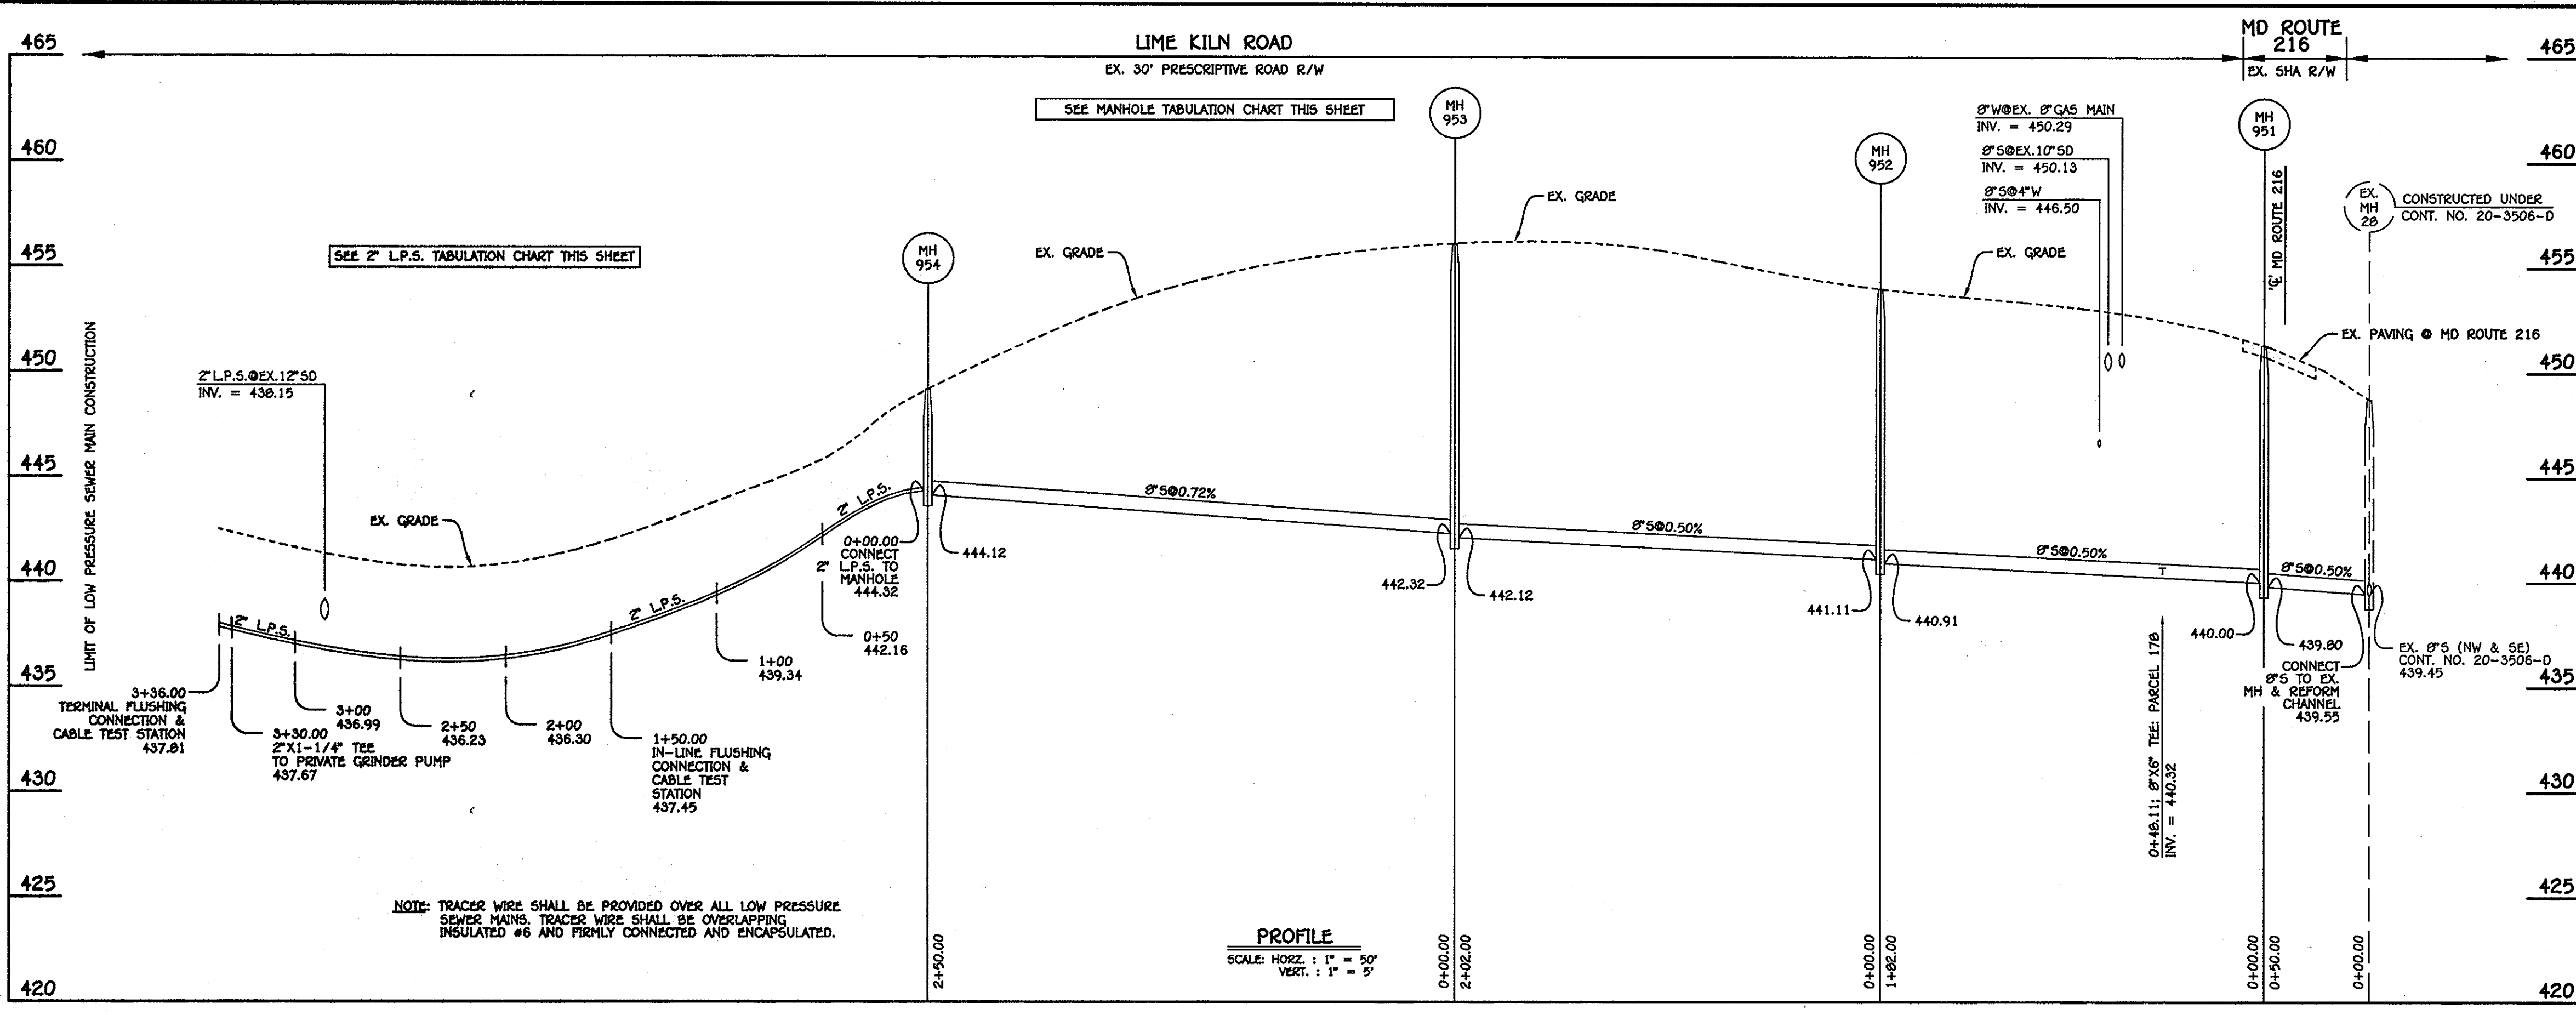 LIME KILN ROAD
EX. 30' PRESCRIPTIVE ROAD R/W
MD ROUTE
216
EX. SHA R/W
465
460
455
450
445
440
435
430
425
420
465
460
455
450
445
440
435
430
425
420
SEE MANHOLE TABULATION CHART THIS SHEET
SEE 2" L.P.S. TABULATION CHART THIS SHEET
LIMIT OF LOW PRESSURE SEWER MAIN CONSTRUCTION
2" L.P.S.@EX.12"SD
INV. = 438.15
EX. GRADE
2" L.P.S.
3+36.00
TERMINAL FLUSHING
CONNECTION &
CABLE TEST STATION
437.81
3+30.00
2"X1-1/4" TEE
TO PRIVATE GRINDER PUMP
437.67
3+00
436.99
2+50
436.23
2+00
436.30
1+50.00
IN-LINE FLUSHING
CONNECTION &
CABLE TEST
STATION
437.45
2" L.P.S.
1+00
439.34
0+50
442.16
2" L.P.S.
0+00.00
CONNECT
2" L.P.S. TO
MANHOLE
444.32
MH
954
444.12
EX. GRADE
8"S@0.72%
MH
953
442.32
442.12
EX. GRADE
8"S@0.50%
MH
952
441.11
440.91
EX. GRADE
8"S@0.50%
8"W@EX. 8"GAS MAIN
INV. = 450.29
8"S@EX.10"SD
INV. = 450.13
8"S@4"W
INV. = 446.50
T
0+48.11; 8"X6" TEE: PARCEL 178
INV. = 440.32
MH
951
'℄' MD ROUTE 216
440.00
439.80
8"S@0.50%
EX. PAVING @ MD ROUTE 216
EX.
MH
28
CONSTRUCTED UNDER
CONT. NO. 20-3506-D
CONNECT
8"S TO EX.
MH & REFORM
CHANNEL
439.55
EX. 8"S (NW & SE)
CONT. NO. 20-3506-D
439.45
NOTE: TRACER WIRE SHALL BE PROVIDED OVER ALL LOW PRESSURE
SEWER MAINS. TRACER WIRE SHALL BE OVERLAPPING
INSULATED #6 AND FIRMLY CONNECTED AND ENCAPSULATED.
PROFILE
SCALE: HORZ. : 1" = 50'
VERT. : 1" = 5'
2+50.00
0+00.00
2+02.00
0+00.00
1+82.00
0+00.00
0+50.00
0+00.00